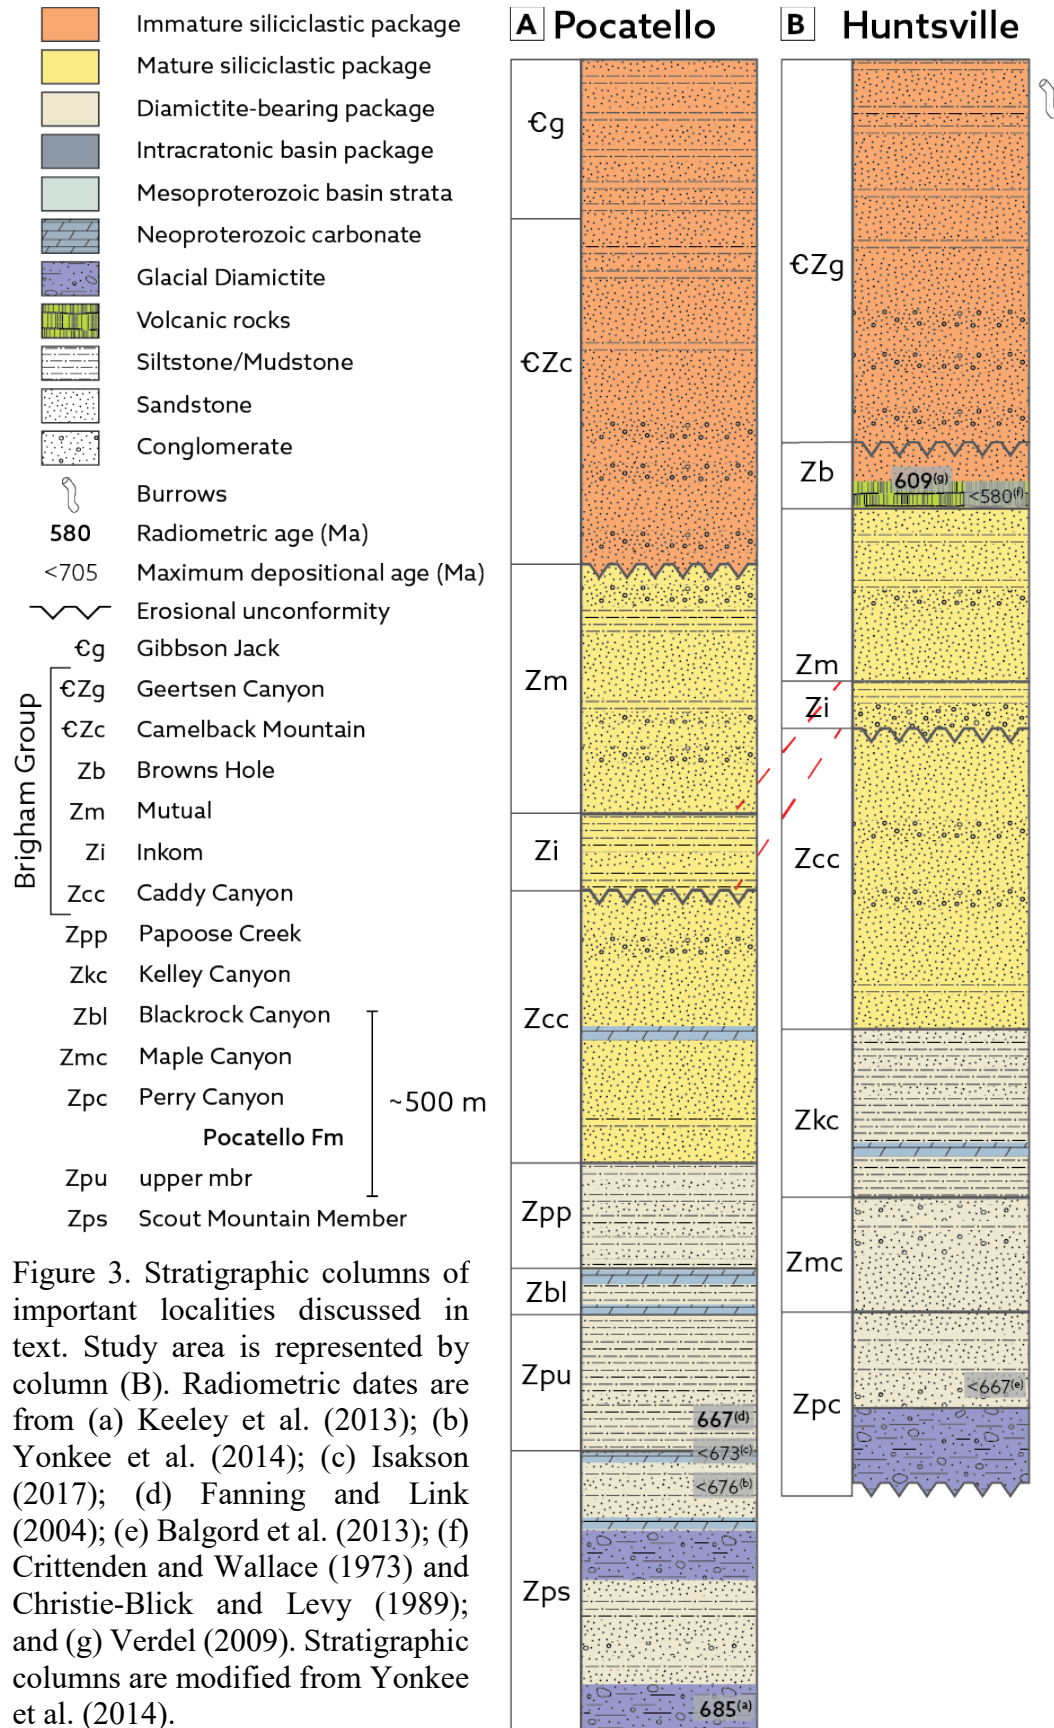 Immature siliciclastic package
Mature siliciclastic package
Diamictite-bearing package
Intracratonic basin package
Mesoproterozoic basin strata
Neoproterozoic carbonate
Glacial Diamictite
Volcanic rocks
Siltstone/Mudstone
Sandstone
Conglomerate
Burrows
580 Radiometric age (Ma)
<705 Maximum depositional age (Ma)
Erosional unconformity
€g Gibbson Jack
Brigham Group
€Zg Geertsen Canyon
€Zc Camelback Mountain
Zb Browns Hole
Zm Mutual
Zi Inkom
Zcc Caddy Canyon
Zpp Papoose Creek
Zkc Kelley Canyon
Zbl Blackrock Canyon
Zmc Maple Canyon
Zpc Perry Canyon
~500 m
Pocatello Fm
Zpu upper mbr
Zps Scout Mountain Member
Figure 3. Stratigraphic columns of
important localities discussed in
text. Study area is represented by
column (B). Radiometric dates are
from (a) Keeley et al. (2013); (b)
Yonkee et al. (2014); (c) Isakson
(2017); (d) Fanning and Link
(2004); (e) Balgord et al. (2013); (f)
Crittenden and Wallace (1973) and
Christie-Blick and Levy (1989);
and (g) Verdel (2009). Stratigraphic
columns are modified from Yonkee
et al. (2014).
A Pocatello
€g
€Zc
Zm
Zi
Zcc
Zpp
Zbl
Zpu
667(d)
<673(c)
<676(b)
Zps
685(a)
B Huntsville
€Zg
Zb
609(g)
<580(f)
Zm
Zi
Zcc
Zkc
Zmc
Zpc
<667(e)